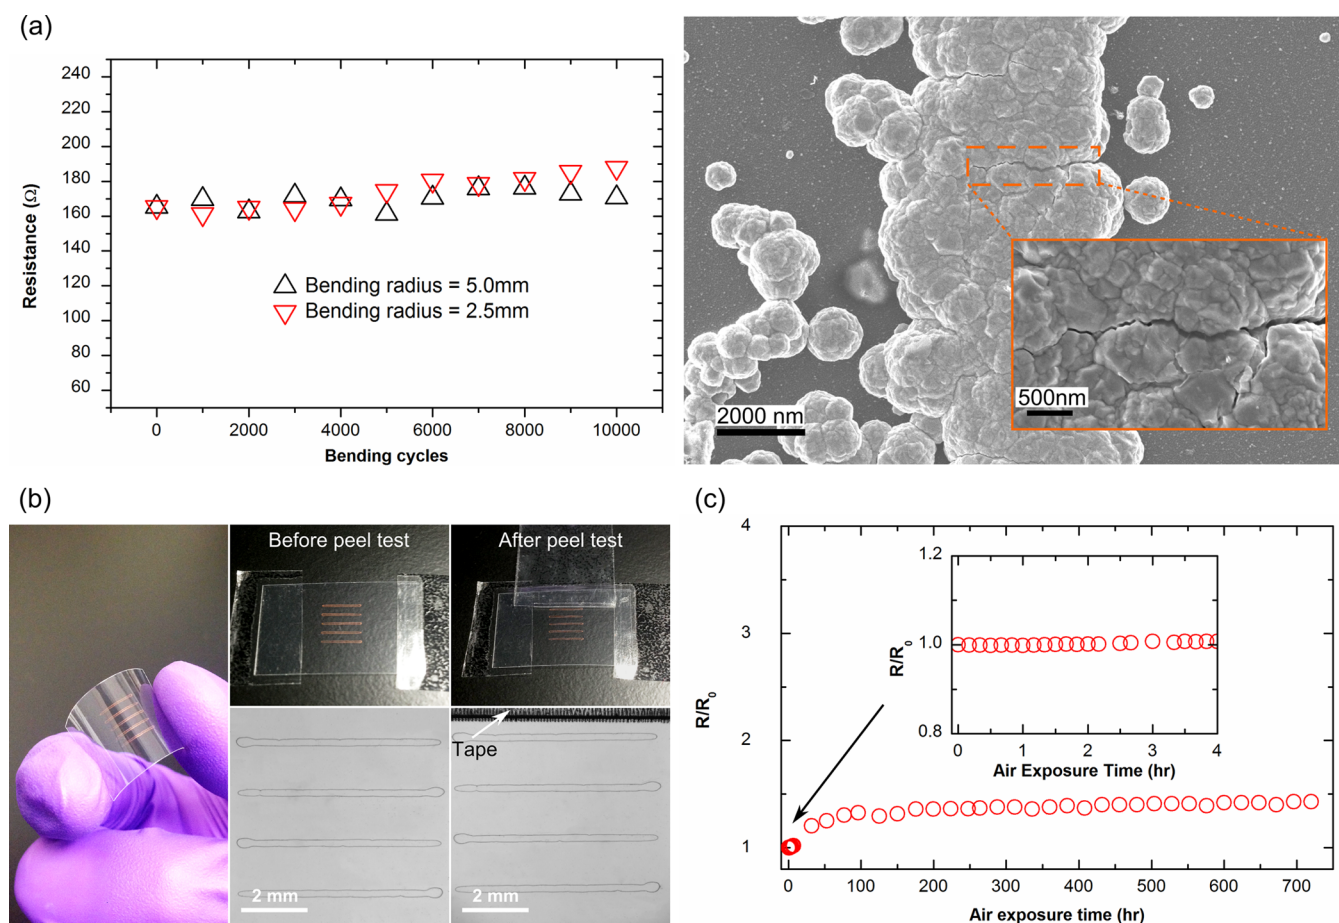 (a)
240
220
200
180
160
140
120
100
80
60
Resistance (Ω)
△ Bending radius = 5.0mm
▽ Bending radius = 2.5mm
0 2000 4000 6000 8000 10000
Bending cycles
2000 nm
500nm
(b)
Before peel test
After peel test
Tape
2 mm
2 mm
(c)
4
3
2
1
R/R0
1.2
1.0
0.8
R/R0
0 1 2 3 4
Air Exposure Time (hr)
0 100 200 300 400 500 600 700
Air exposure time (hr)